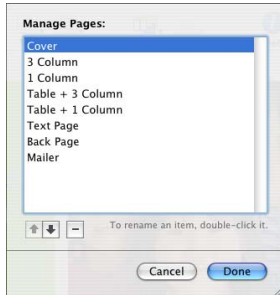 Manage Pages:
Cover
3 Column
1 Column
Table + 3 Column
Table + 1 Column
Text Page
Back Page
Mailer
To rename an item, double-click it.
Cancel Done